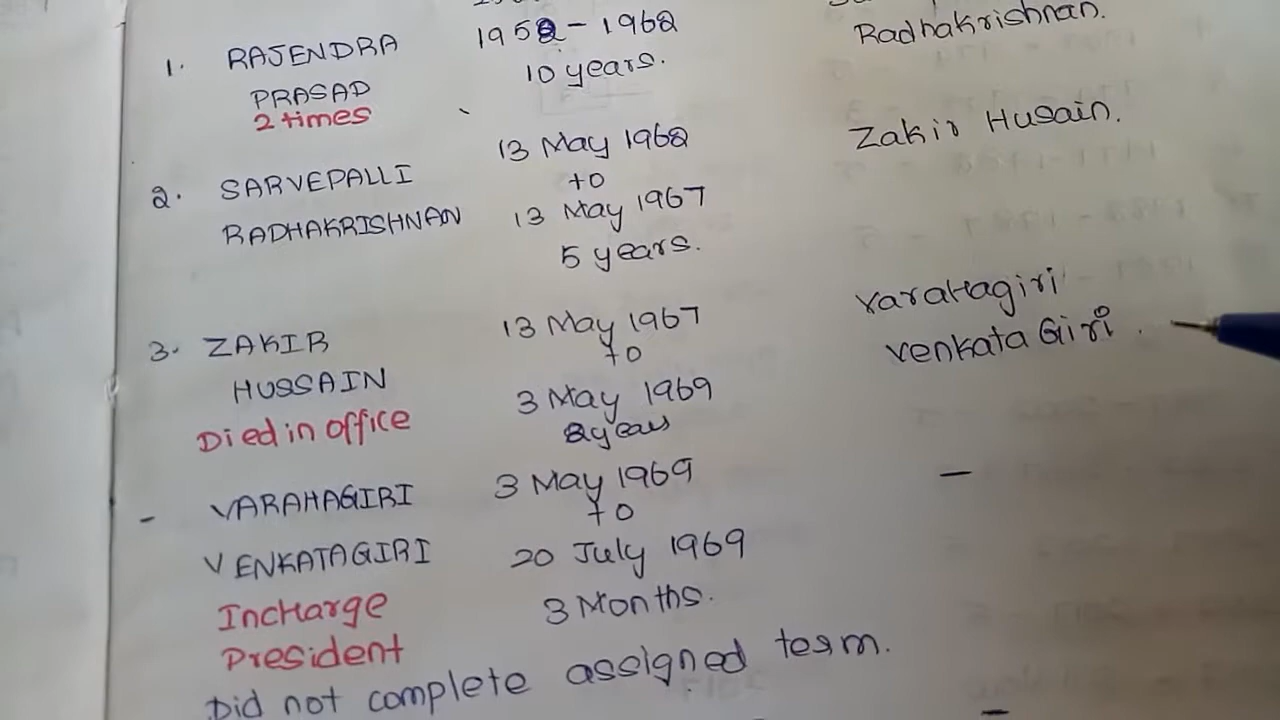 1. RAJENDRA 1952 - 1962 Radhakrishnan.
PRASAD 10 years.
2 times
2. SARVEPALLI 13 May 1962 Zakir Husain.
to
RADHAKRISHNAN 13 May 1967
5 years.
3. ZAKIR 13 May 1967 Varahagiri
HUSSAIN to Venkata Giri.
Died in office 3 May 1969
2 years
- VARAHAGIRI 3 May 1969 -
to
VENKATAGIRI 20 July 1969
Incharge 3 Months.
President
Did not complete assigned term.
-